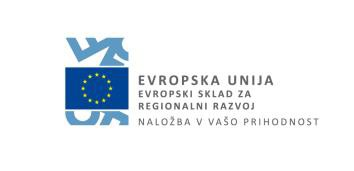 EVROPSKA UNIJA
EVROPSKI SKLAD ZA
REGIONALNI RAZVOJ
NALOŽBA V VAŠO PRIHODNOST